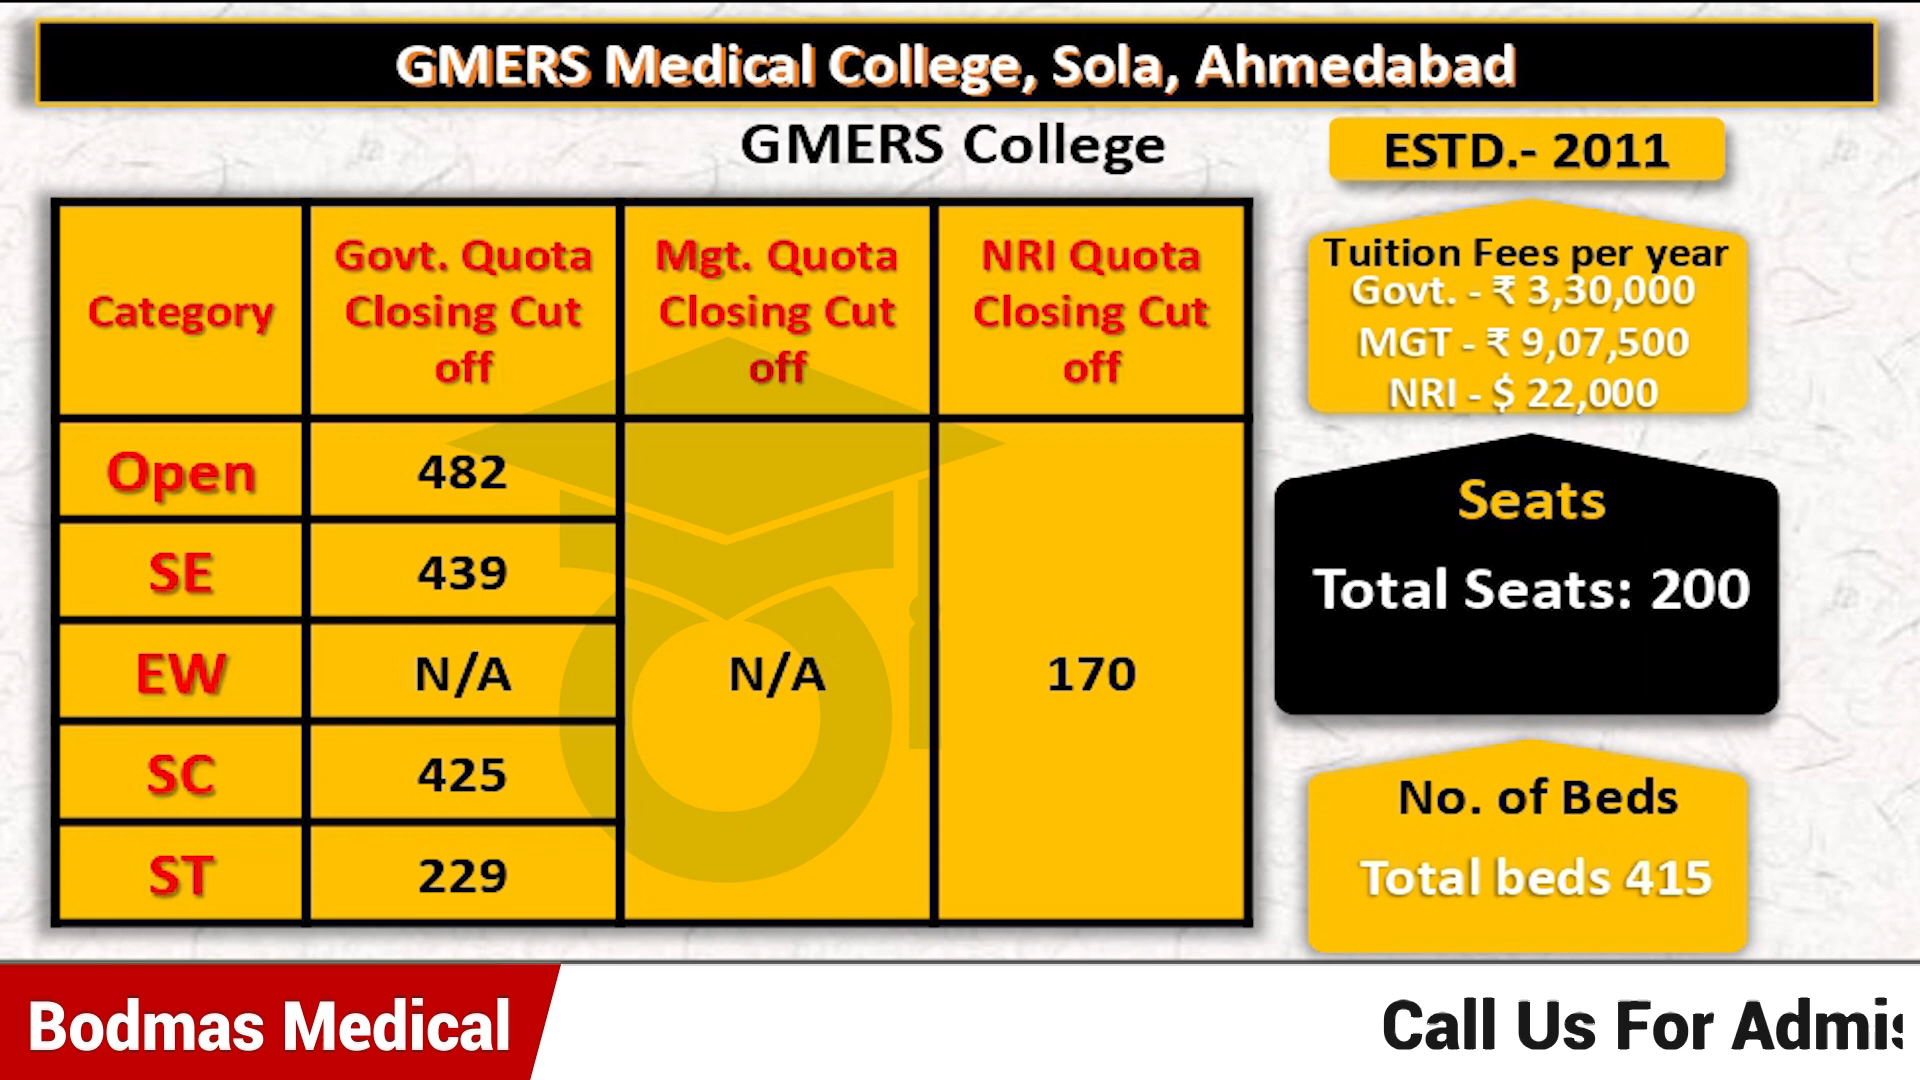 GMERS Medical College, Sola, Ahmedabad
GMERS College
ESTD.- 2011
Category
Govt. Quota
Closing Cut
off
Mgt. Quota
Closing Cut
off
NRI Quota
Closing Cut
off
Open
482
SE
439
EW
N/A
N/A
170
SC
425
ST
229
Tuition Fees per year
Govt. - ₹ 3,30,000
MGT - ₹ 9,07,500
NRI - $ 22,000
Seats
Total Seats: 200
No. of Beds
Total beds 415
Bodmas Medical
Call Us For Admis